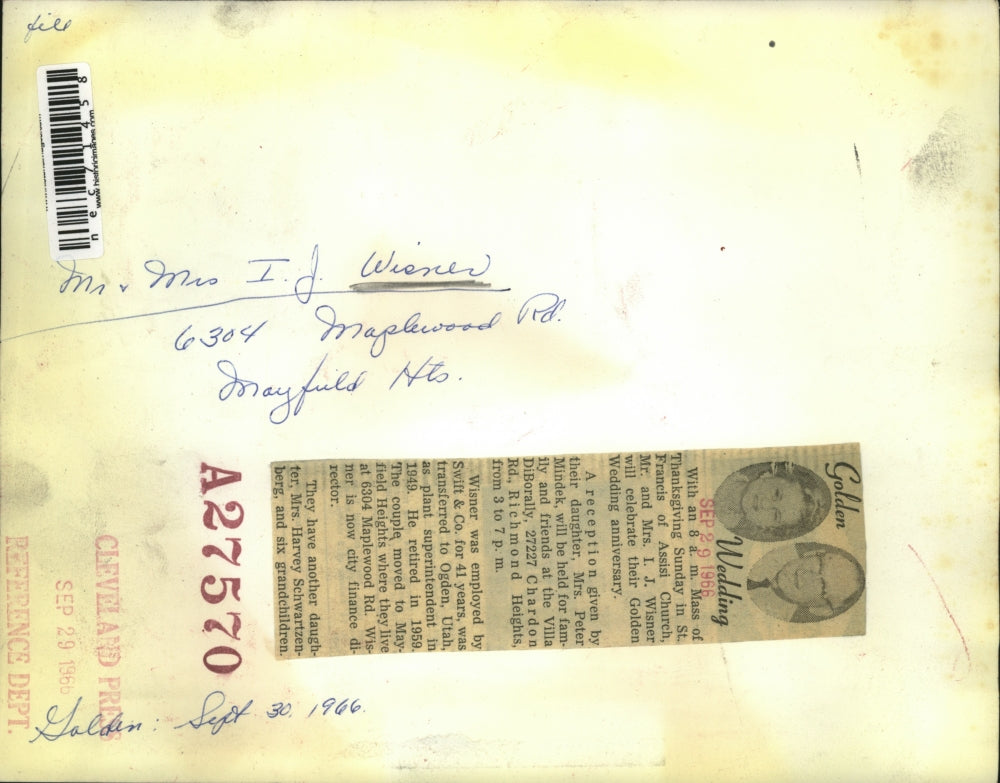 file
necz1458
www.historicimages.com
Mr & Mrs I. J. Wisner
6304 Maplewood Rd.
Mayfield Hts.
A27570
Golden
Wedding
SEP 29 1966
With an 8 a. m. Mass of
Thanksgiving Sunday in St.
Francis of Assisi Church,
Mr. and Mrs. I. J. Wisner
will celebrate their Golden
Wedding anniversary.
A reception given by
their daughter, Mrs. Peter
Mindek, will be held for fam-
ily and friends at the Villa
DiBorally, 27227 Chardon
Rd., Richmond Heights,
from 3 to 7 p. m.
Wisner was employed by
Swift & Co. for 41 years, was
transferred to Ogden, Utah,
as plant superintendent in
1949. He retired in 1959.
The couple moved to May-
field Heights where they live
at 6304 Maplewood Rd. Wis-
ner is now city finance di-
rector.
They have another daugh-
ter, Mrs. Harvey Schwartzen-
berg, and six grandchildren.
CLEVELAND PRESS
SEP 29 1966
REFERENCE DEPT.
Golden: Sept 30, 1966